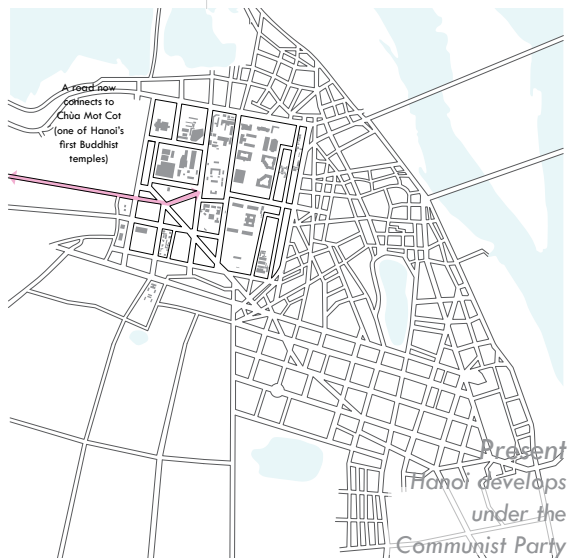 A road now
connects to
Chùa Mot Cot
(one of Hanoi's
first Buddhist
temples)
Present
Hanoi develops
under the
Communist Party